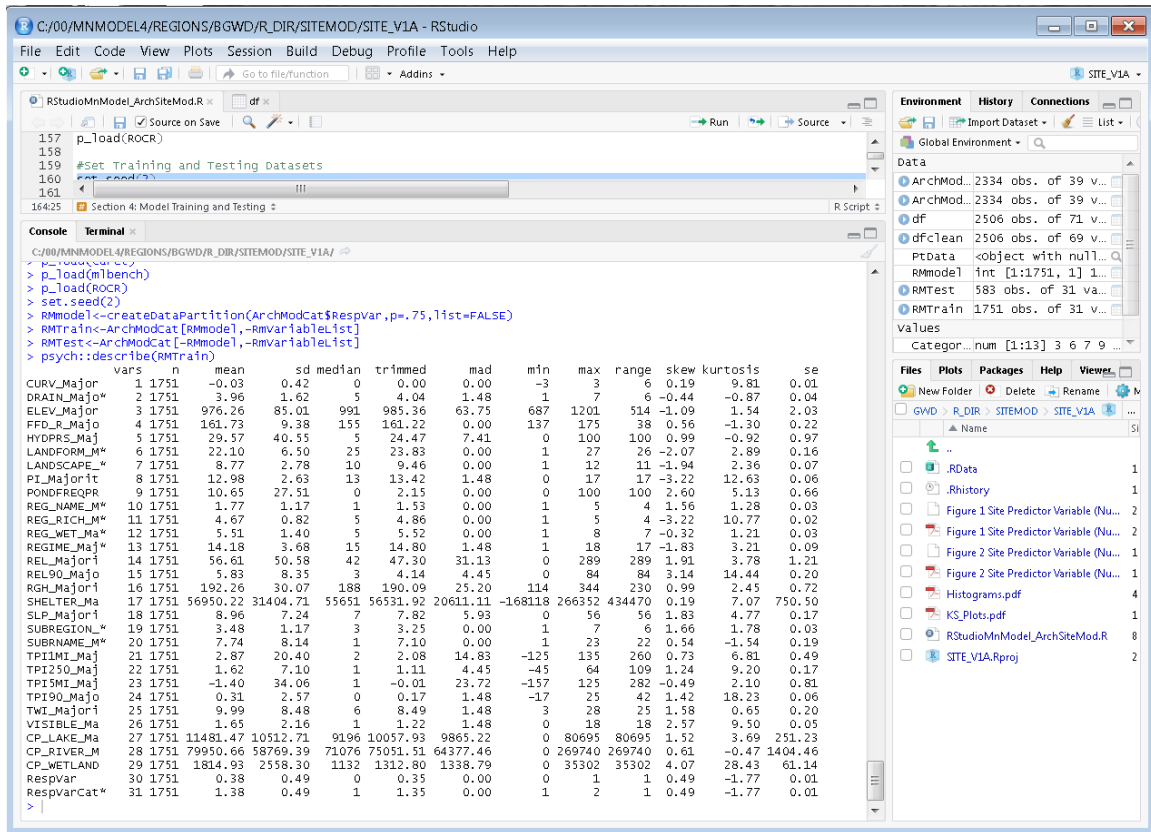 C:/00/MNMODEL4/REGIONS/BGWD/R_DIR/SITEMOD/SITE_V1A - RStudio
File Edit Code View Plots Session Build Debug Profile Tools Help
Go to file/function Addins SITE_V1A
RStudioMnModel_ArchSiteMod.R df
Source on Save Run Source
157 p_load(ROCR)
158
159 #Set Training and Testing Datasets
160 set.seed(2)
161
164:25 Section 4: Model Training and Testing R Script
Console Terminal
C:/00/MNMODEL4/REGIONS/BGWD/R_DIR/SITEMOD/SITE_V1A/
> p_load(caret)
> p_load(mlbench)
> p_load(ROCR)
> set.seed(2)
> RMmodel<-createDataPartition(ArchModCat$RespVar,p=.75,list=FALSE)
> RMTrain<-ArchModCat[RMmodel,-RmVariableList]
> RMTest<-ArchModCat[-RMmodel,-RmVariableList]
> psych::describe(RMTrain)
vars n mean sd median trimmed mad min max range skew kurtosis se
CURV_Major 1 1751 -0.03 0.42 0 0.00 0.00 -3 3 6 0.19 9.81 0.01
DRAIN_Majo* 2 1751 3.96 1.62 5 4.04 1.48 1 7 6 -0.44 -0.87 0.04
ELEV_Major 3 1751 976.26 85.01 991 985.36 63.75 687 1201 514 -1.09 1.54 2.03
FFD_R_Majo 4 1751 161.73 9.38 155 161.22 0.00 137 175 38 0.56 -1.30 0.22
HYDPRS_Maj 5 1751 29.57 40.55 5 24.47 7.41 0 100 100 0.99 -0.92 0.97
LANDFORM_M* 6 1751 22.10 6.50 25 23.83 0.00 1 27 26 -2.07 2.89 0.16
LANDSCAPE_* 7 1751 8.77 2.78 10 9.46 0.00 1 12 11 -1.94 2.36 0.07
PI_Majorit 8 1751 12.98 2.63 13 13.42 1.48 0 17 17 -3.22 12.63 0.06
PONDFREQPR 9 1751 10.65 27.51 0 2.15 0.00 0 100 100 2.60 5.13 0.66
REG_NAME_M* 10 1751 1.77 1.17 1 1.53 0.00 1 5 4 1.56 1.28 0.03
REG_RICH_M* 11 1751 4.67 0.82 5 4.86 0.00 1 5 4 -3.22 10.77 0.02
REG_WET_Ma* 12 1751 5.51 1.40 5 5.52 0.00 1 8 7 -0.32 1.21 0.03
REGIME_Maj* 13 1751 14.18 3.68 15 14.80 1.48 1 18 17 -1.83 3.21 0.09
REL_Majori 14 1751 56.61 50.58 42 47.30 31.13 0 289 289 1.91 3.78 1.21
REL90_Majo 15 1751 5.83 8.35 3 4.14 4.45 0 84 84 3.14 14.44 0.20
RGH_Majori 16 1751 192.26 30.07 188 190.09 25.20 114 344 230 0.99 2.45 0.72
SHELTER_Ma 17 1751 56950.22 31404.71 55651 56531.92 20611.11 -168118 266352 434470 0.19 7.07 750.50
SLP_Majori 18 1751 8.96 7.24 7 7.82 5.93 0 56 56 1.83 4.77 0.17
SUBREGION_* 19 1751 3.48 1.17 3 3.25 0.00 1 7 6 1.66 1.78 0.03
SUBRNAME_M* 20 1751 7.74 8.14 1 7.10 0.00 1 23 22 0.54 -1.54 0.19
TPI1MI_Maj 21 1751 2.87 20.40 2 2.08 14.83 -125 135 260 0.73 6.81 0.49
TPI250_Maj 22 1751 1.62 7.10 1 1.11 4.45 -45 64 109 1.24 9.20 0.17
TPI5MI_Maj 23 1751 -1.40 34.06 1 -0.01 23.72 -157 125 282 -0.49 2.10 0.81
TPI90_Majo 24 1751 0.31 2.57 0 0.17 1.48 -17 25 42 1.42 18.23 0.06
TWI_Majori 25 1751 9.99 8.48 6 8.49 1.48 3 28 25 1.58 0.65 0.20
VISIBLE_Ma 26 1751 1.65 2.16 1 1.22 1.48 0 18 18 2.57 9.50 0.05
CP_LAKE_Ma 27 1751 11481.47 10512.71 9196 10057.93 9865.22 0 80695 80695 1.52 3.69 251.23
CP_RIVER_M 28 1751 79950.66 58769.39 71076 75051.51 64377.46 0 269740 269740 0.61 -0.47 1404.46
CP_WETLAND 29 1751 1814.93 2558.30 1132 1312.80 1338.79 0 35302 35302 4.07 28.43 61.14
RespVar 30 1751 0.38 0.49 0 0.35 0.00 0 1 1 0.49 -1.77 0.01
RespVarCat* 31 1751 1.38 0.49 1 1.35 0.00 1 2 1 0.49 -1.77 0.01
>
Environment History Connections
Import Dataset List
Global Environment
Data
ArchMod… 2334 obs. of 39 v…
ArchMod… 2334 obs. of 39 v…
df 2506 obs. of 71 v…
dfclean 2506 obs. of 69 v…
PtData <object with null…
RMmodel int [1:1751, 1] 1…
RMTest 583 obs. of 31 va…
RMTrain 1751 obs. of 31 v…
Values
Categor… num [1:13] 3 6 7 9 …
Files Plots Packages Help Viewer
New Folder Delete Rename M
GWD R_DIR SITEMOD SITE_V1A ...
Name Si
..
.RData 1
.Rhistory 1
Figure 1 Site Predictor Variable (Nu... 2
Figure 1 Site Predictor Variable (Nu... 2
Figure 2 Site Predictor Variable (Nu... 1
Figure 2 Site Predictor Variable (Nu... 1
Histograms.pdf 4
KS_Plots.pdf 1
RStudioMnModel_ArchSiteMod.R 8
SITE_V1A.Rproj 2